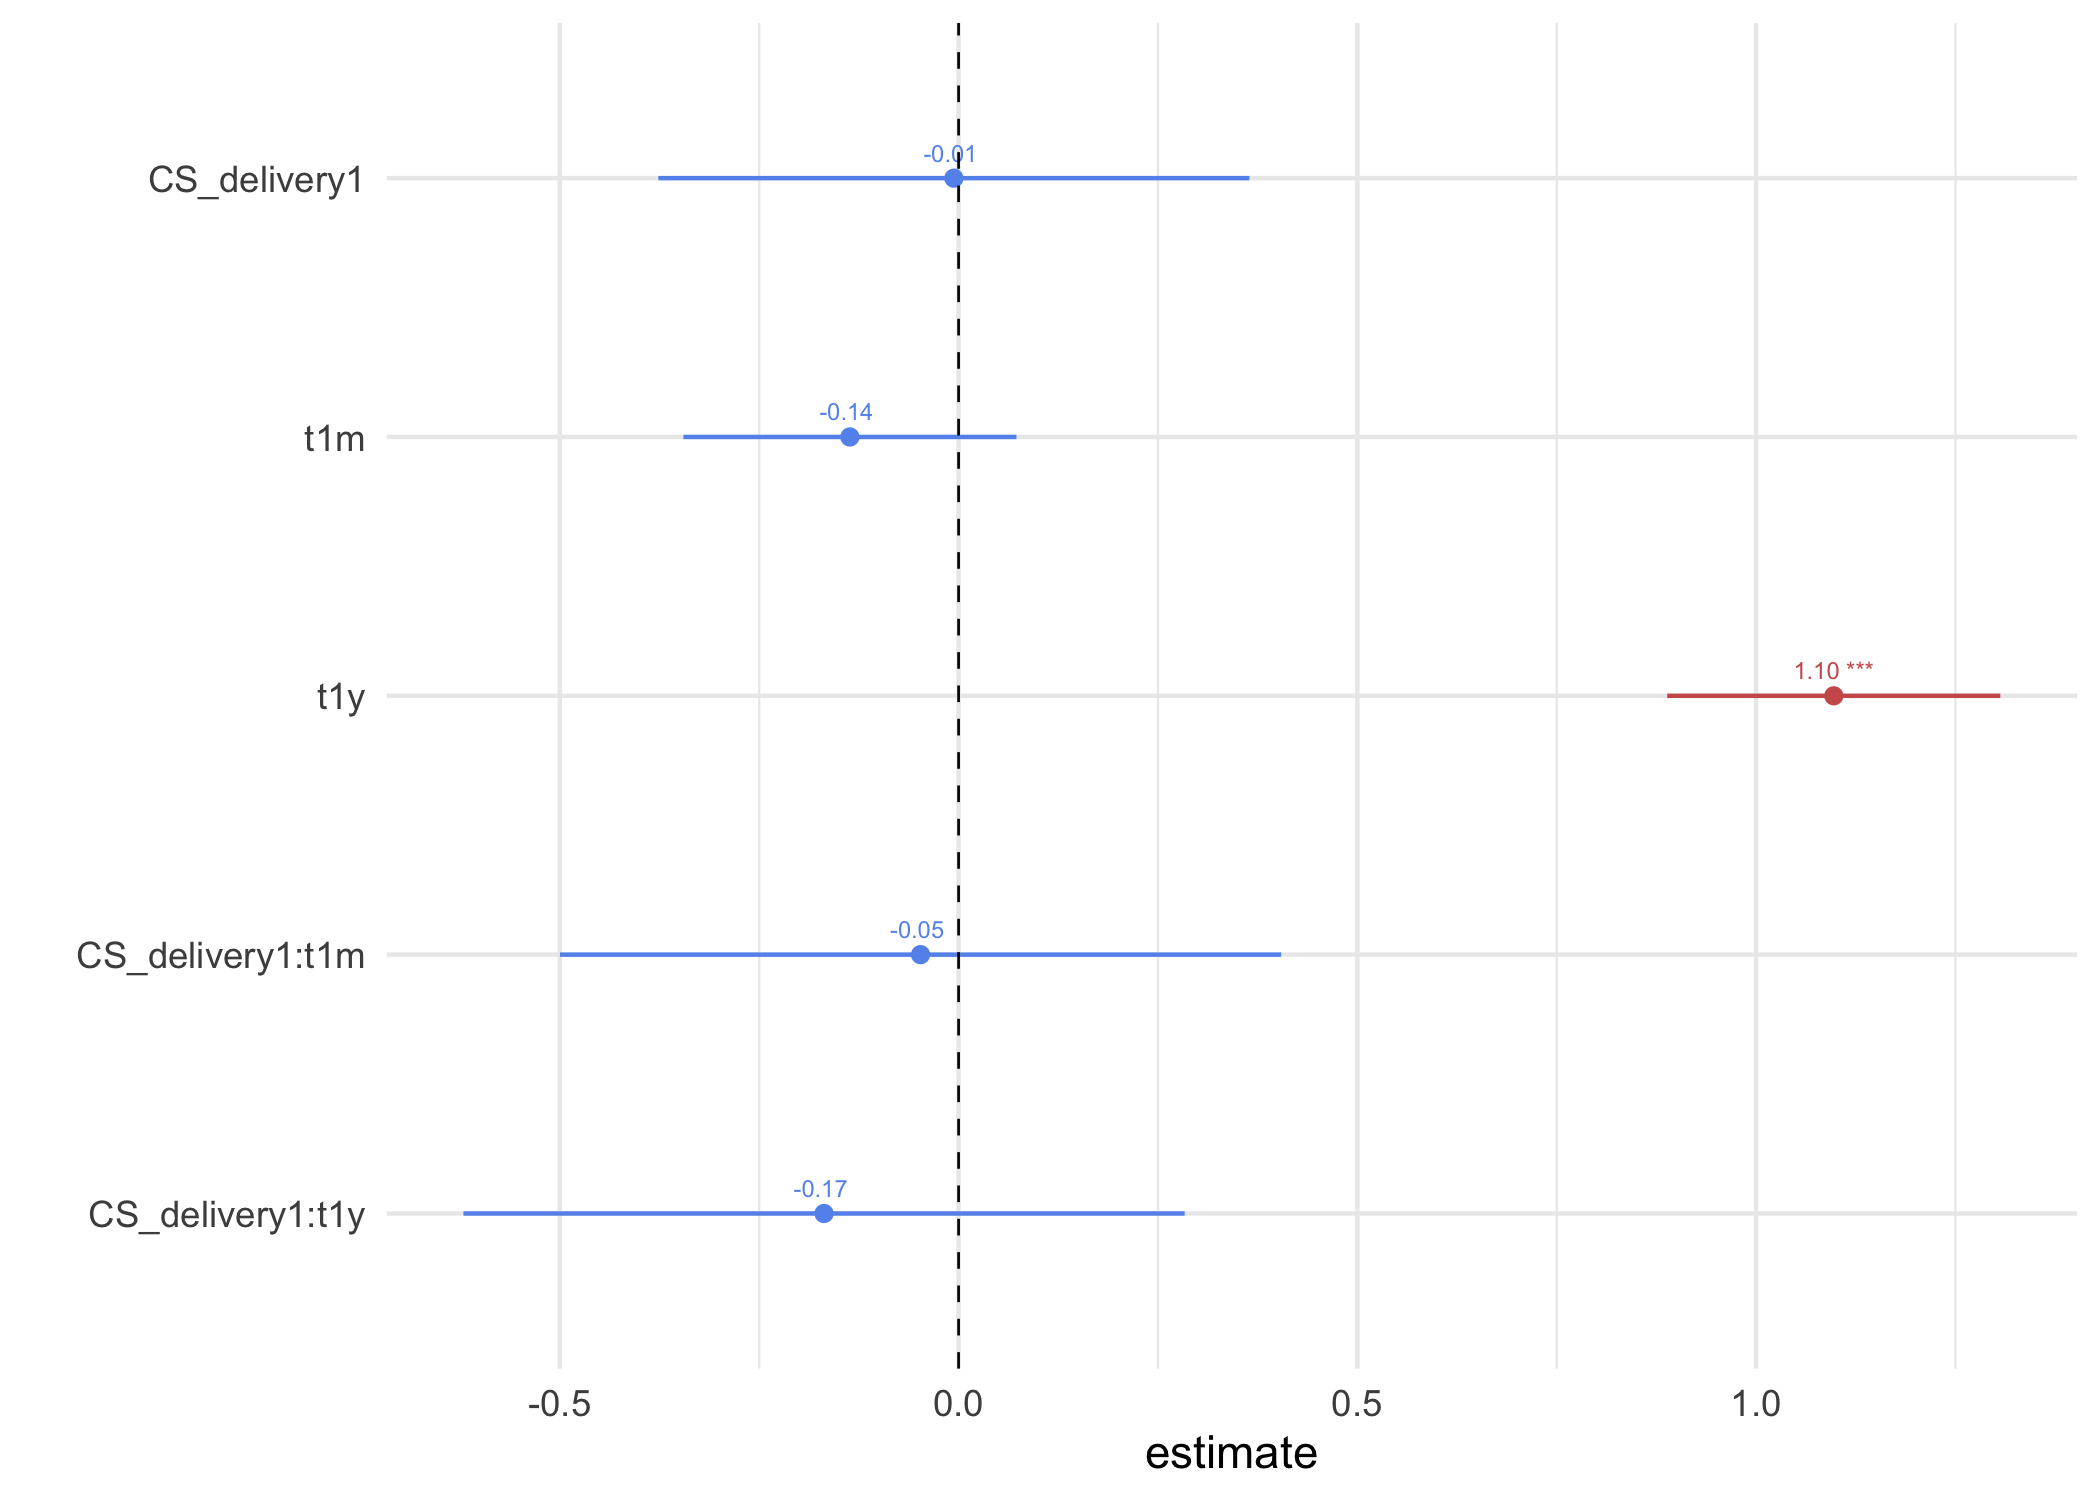 CS_delivery1
-0.01
t1m
-0.14
t1y
1.10 ***
CS_delivery1:t1m
-0.05
CS_delivery1:t1y
-0.17
-0.5 0.0 0.5 1.0
estimate